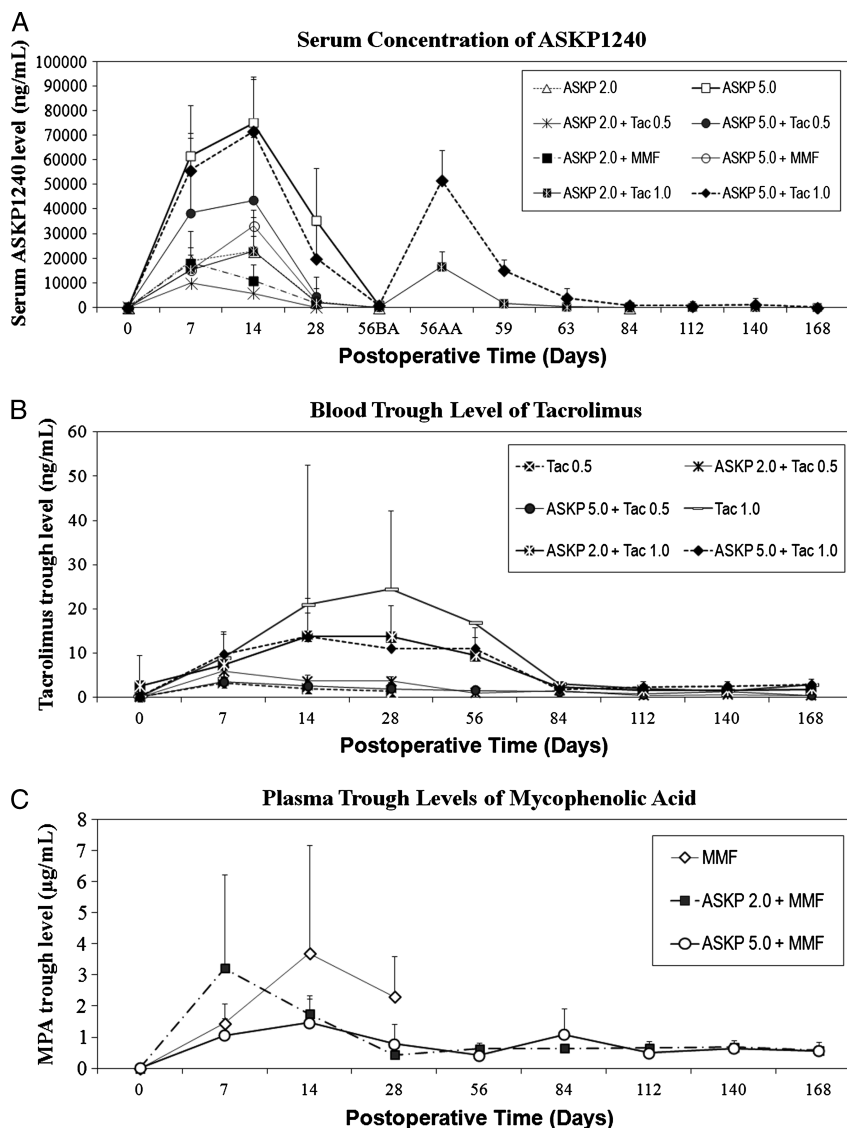 A
Serum Concentration of ASKP1240
Serum ASKP1240 level (ng/mL)
100000
90000
80000
70000
60000
50000
40000
30000
20000
10000
0
ASKP 2.0
ASKP 5.0
ASKP 2.0 + Tac 0.5
ASKP 5.0 + Tac 0.5
ASKP 2.0 + MMF
ASKP 5.0 + MMF
ASKP 2.0 + Tac 1.0
ASKP 5.0 + Tac 1.0
0 7 14 28 56BA 56AA 59 63 84 112 140 168
Postoperative Time (Days)
B
Blood Trough Level of Tacrolimus
Tacrolimus trough level (ng/mL)
60
50
40
30
20
10
0
Tac 0.5
ASKP 2.0 + Tac 0.5
ASKP 5.0 + Tac 0.5
Tac 1.0
ASKP 2.0 + Tac 1.0
ASKP 5.0 + Tac 1.0
0 7 14 28 56 84 112 140 168
Postoperative Time (Days)
C
Plasma Trough Levels of Mycophenolic Acid
MPA trough level (μg/mL)
8
7
6
5
4
3
2
1
0
MMF
ASKP 2.0 + MMF
ASKP 5.0 + MMF
0 7 14 28 56 84 112 140 168
Postoperative Time (Days)